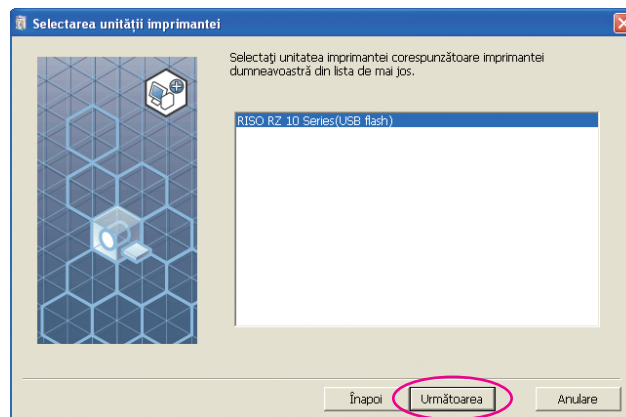 Selectarea unității imprimantei
Selectați unitatea imprimantei corespunzătoare imprimantei
dumneavoastră din lista de mai jos.
RISO RZ 10 Series(USB flash)
Înapoi
Următoarea
Anulare